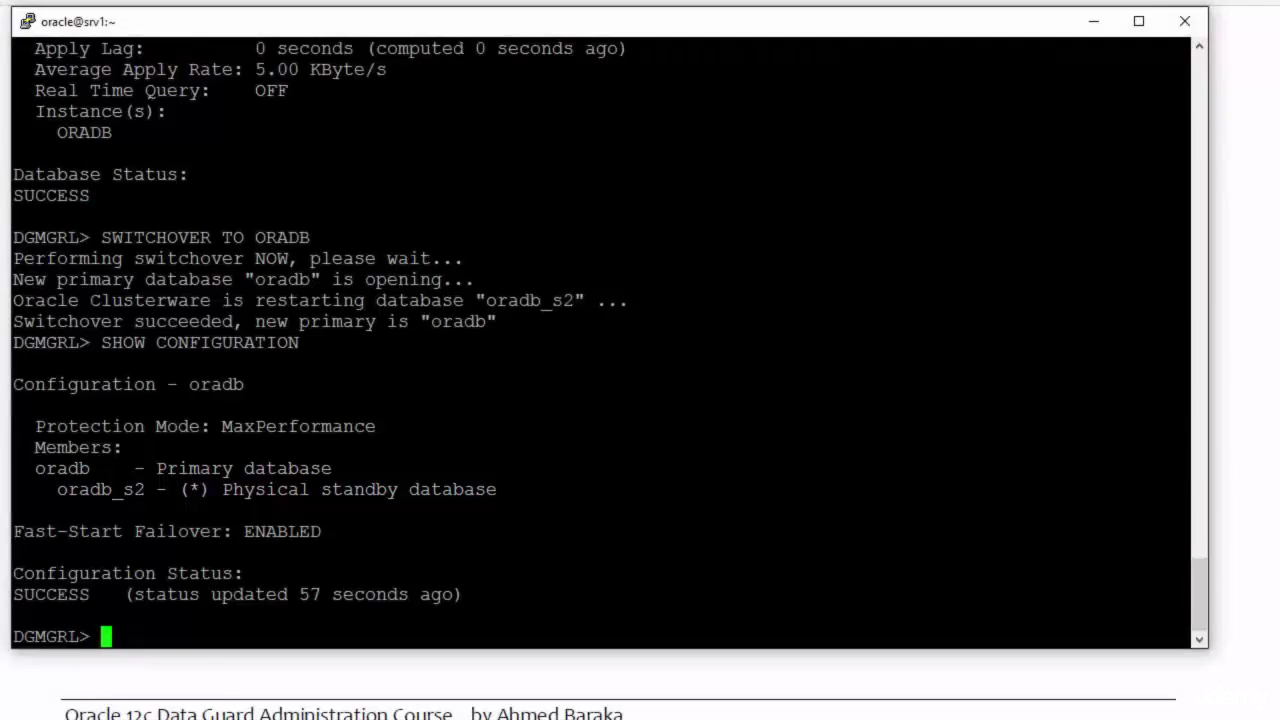 oracle@srv1:~
Apply Lag: 0 seconds (computed 0 seconds ago)
Average Apply Rate: 5.00 KByte/s
Real Time Query: OFF
Instance(s):
ORADB
Database Status:
SUCCESS
DGMGRL> SWITCHOVER TO ORADB
Performing switchover NOW, please wait...
New primary database "oradb" is opening...
Oracle Clusterware is restarting database "oradb_s2" ...
Switchover succeeded, new primary is "oradb"
DGMGRL> SHOW CONFIGURATION
Configuration - oradb
Protection Mode: MaxPerformance
Members:
oradb - Primary database
oradb_s2 - (*) Physical standby database
Fast-Start Failover: ENABLED
Configuration Status:
SUCCESS (status updated 57 seconds ago)
DGMGRL>
Oracle 12c Data Guard Administration Course by Ahmed Baraka